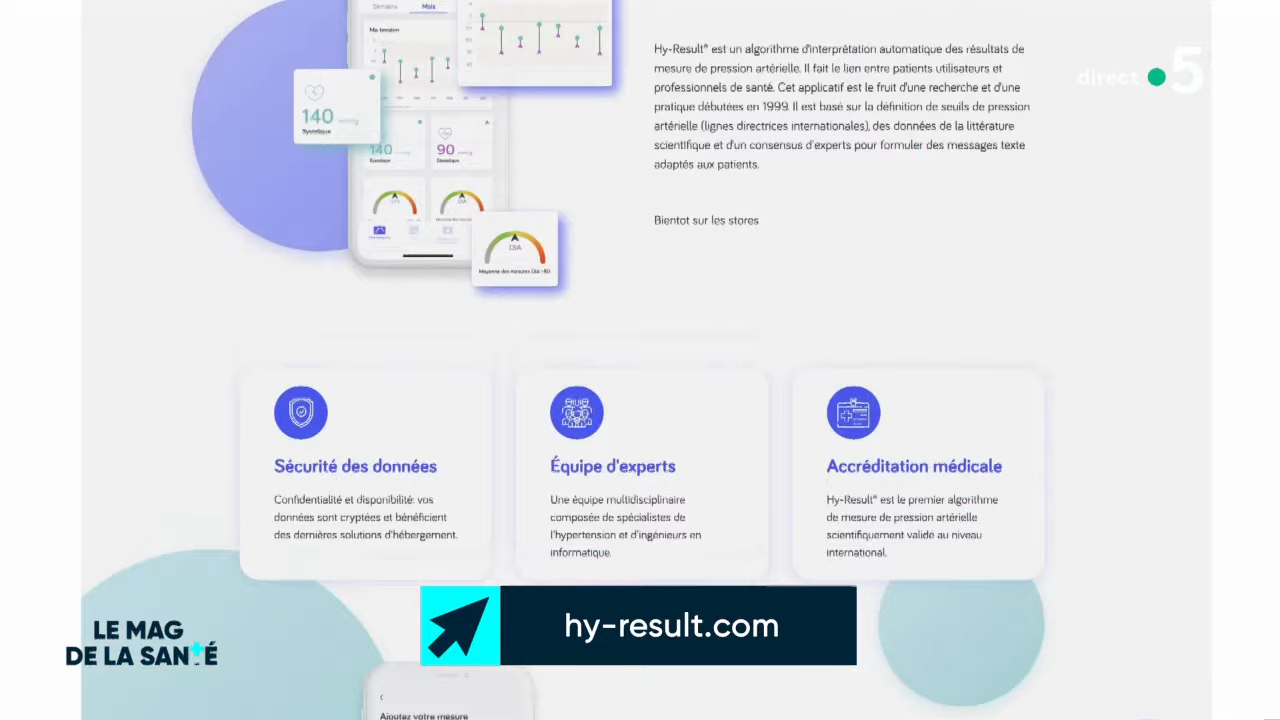 Semaine Mois
Ma tension
140
Systolique
140
Systolique
90
Diastolique
DIA
Moyenne des mesures DIA >80
Hy-Result® est un algorithme d'interprétation automatique des résultats de
mesure de pression artérielle. Il fait le lien entre patients utilisateurs et
professionnels de santé. Cet applicatif est le fruit d'une recherche et d'une
pratique débutées en 1999. Il est basé sur la définition de seuils de pression
artérielle (lignes directrices internationales), des données de la littérature
scientifique et d'un consensus d'experts pour formuler des messages texte
adaptés aux patients.
Bientot sur les stores
direct 5
Sécurité des données
Confidentialité et disponibilité: vos
données sont cryptées et bénéficient
des dernières solutions d'hébergement.
Équipe d'experts
Une équipe multidisciplinaire
composée de spécialistes de
l'hypertension et d'ingénieurs en
informatique.
Accréditation médicale
Hy-Result® est le premier algorithme
de mesure de pression artérielle
scientifiquement validé au niveau
international.
hy-result.com
LE MAG
DE LA SANTÉ
Ajoutez votre mesure